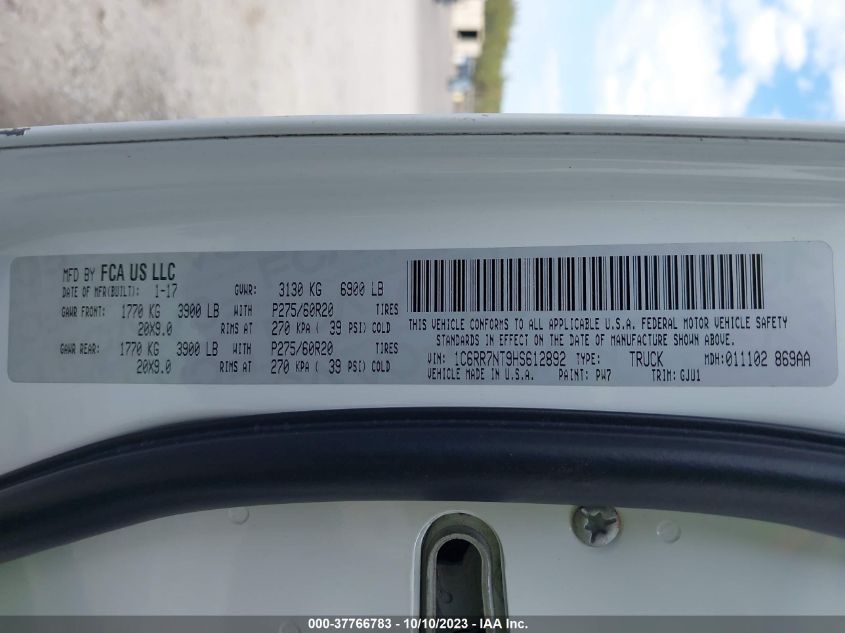 MFD BY FCA US LLC
DATE OF MFR(BUILT): 1-17 GVWR: 3130 KG 6900 LB
GAWR FRONT: 1770 KG 3900 LB WITH P275/60R20 TIRES
20X9.0 RIMS AT 270 KPA ( 39 PSI) COLD
GAWR REAR: 1770 KG 3900 LB WITH P275/60R20 TIRES
20X9.0 RIMS AT 270 KPA ( 39 PSI) COLD
THIS VEHICLE CONFORMS TO ALL APPLICABLE U.S.A. FEDERAL MOTOR VEHICLE SAFETY
STANDARDS IN EFFECT ON THE DATE OF MANUFACTURE SHOWN ABOVE.
VIN: 1C6RR7NT9HS612892 TYPE: TRUCK MDH: 011102 869AA
VEHICLE MADE IN U.S.A. PAINT: PW7 TRIM: GJU1
000-37766783 - 10/10/2023 - IAA Inc.